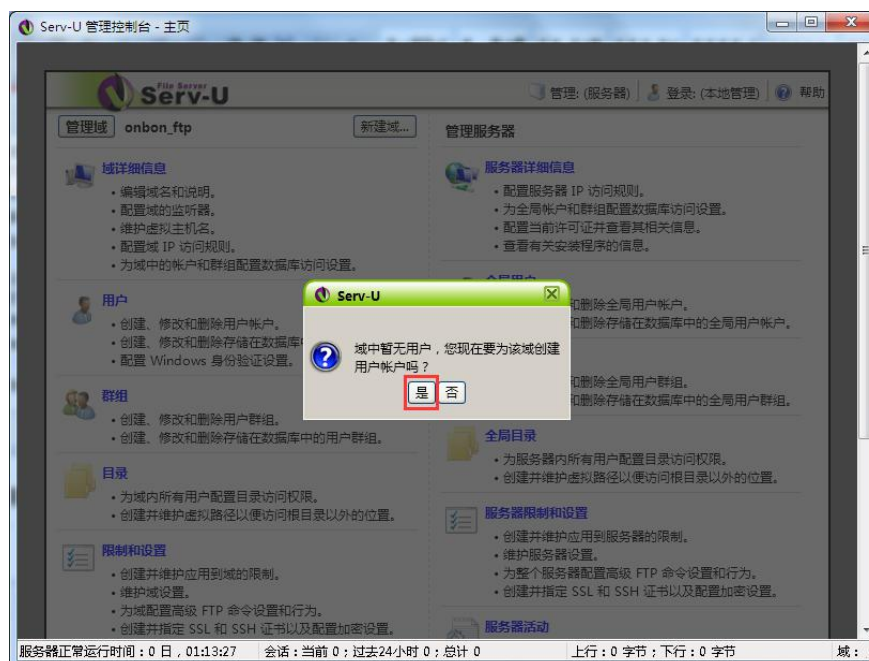 Serv-U 管理控制台 - 主页
File Server
Serv-U
管理: (服务器)
登录: (本地管理)
帮助
管理域 onbon_ftp 新建域...
域详细信息
• 编辑域名和说明。
• 配置域的监听器。
• 维护虚拟主机名。
• 配置域 IP 访问规则。
• 为域中的帐户和群组配置数据库访问设置。
用户
• 创建、修改和删除用户帐户。
• 创建、修改和删除存储在数据库中
• 配置 Windows 身份验证设置。
群组
• 创建、修改和删除用户群组。
• 创建、修改和删除存储在数据库中的用户群组。
目录
• 为域内所有用户配置目录访问权限。
• 创建并维护虚拟路径以便访问根目录以外的位置。
限制和设置
• 创建并维护应用到域的限制。
• 维护域设置。
• 为域配置高级 FTP 命令设置和行为。
• 创建并指定 SSL 和 SSH 证书以及配置加密设置。
管理服务器
服务器详细信息
• 配置服务器 IP 访问规则。
• 为全局帐户和群组配置数据库访问设置。
• 配置当前许可证并查看其相关信息。
• 查看有关安装程序的信息。
全局用户
和删除全局用户帐户。
和删除存储在数据库中的全局用户帐户。
和删除全局用户群组。
和删除存储在数据库中的全局用户群组。
全局目录
• 为服务器内所有用户配置目录访问权限。
• 创建并维护虚拟路径以便访问根目录以外的位置。
服务器限制和设置
• 创建并维护应用到服务器的限制。
• 维护服务器设置。
• 为整个服务器配置高级 FTP 命令设置和行为。
• 创建并指定 SSL 和 SSH 证书以及配置加密设置。
服务器活动
Serv-U
域中暂无用户，您现在要为该域创建
用户帐户吗？
是 否
服务器正常运行时间：0 日，01:13:27 会话：当前 0；过去24小时 0；总计 0 上行：0 字节；下行：0 字节 域：